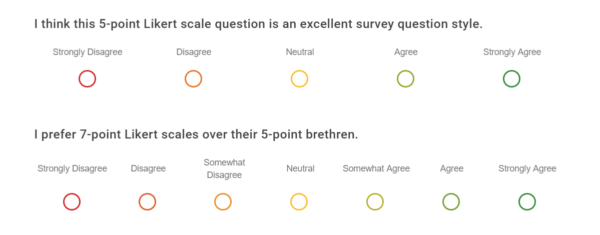 I think this 5-point Likert scale question is an excellent survey question style.
Strongly Disagree Disagree Neutral Agree Strongly Agree
I prefer 7-point Likert scales over their 5-point brethren.
Strongly Disagree Disagree Somewhat Disagree Neutral Somewhat Agree Agree Strongly Agree